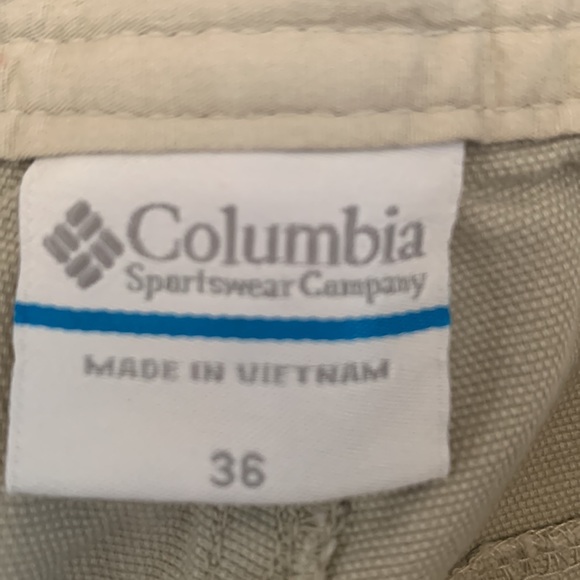 Columbia
Sportswear Company
MADE IN VIETNAM
36